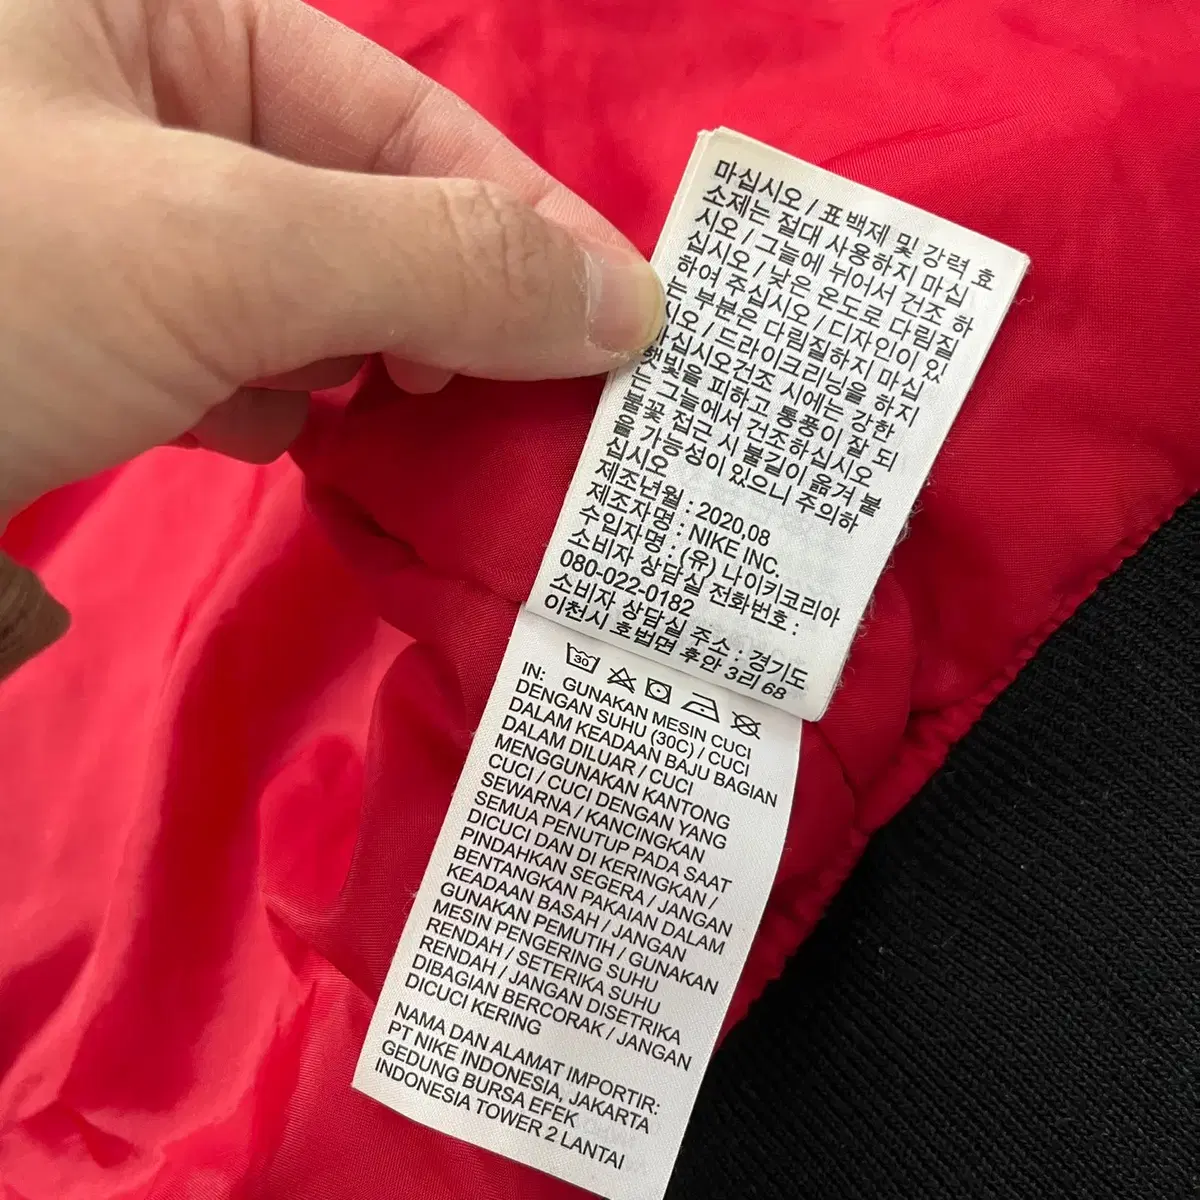 마십시오 / 표백제 및 강력 효
소제는 절대 사용하지 마십
시오 / 그늘에 뉘어서 건조 하
십시오 / 낮은 온도로 다림질
하여 주십시오 / 디자인이 있
는 부분은 다림질하지 마십
시오 / 드라이크리닝을 하지
마십시오건조 시에는 강한
햇빛을 피하고 통풍이 잘 되
는 그늘에서 건조하십시오
불꽃 접근 시 불길이 옮겨 붙
을 가능성이 있으니 주의하
십시오
제조년월 : 2020.08
제조자명 : NIKE INC.
수입자명 : (유) 나이키코리아
소비자 상담실 전화번호 :
080-022-0182
소비자 상담실 주소 : 경기도
이천시 호법면 후안 3리 68
30
IN: GUNAKAN MESIN CUCI
DENGAN SUHU (30C) / CUCI
DALAM KEADAAN BAJU BAGIAN
DALAM DILUAR / CUCI
MENGGUNAKAN KANTONG
CUCI / CUCI DENGAN YANG
SEWARNA / KANCINGKAN
SEMUA PENUTUP PADA SAAT
DICUCI DAN DI KERINGKAN /
PINDAHKAN SEGERA / JANGAN
BENTANGKAN PAKAIAN DALAM
KEADAAN BASAH / JANGAN
GUNAKAN PEMUTIH / GUNAKAN
MESIN PENGERING SUHU
RENDAH / SETERIKA SUHU
RENDAH / JANGAN DISETRIKA
DIBAGIAN BERCORAK / JANGAN
DICUCI KERING
NAMA DAN ALAMAT IMPORTIR:
PT NIKE INDONESIA, JAKARTA
GEDUNG BURSA EFEK
INDONESIA TOWER 2 LANTAI